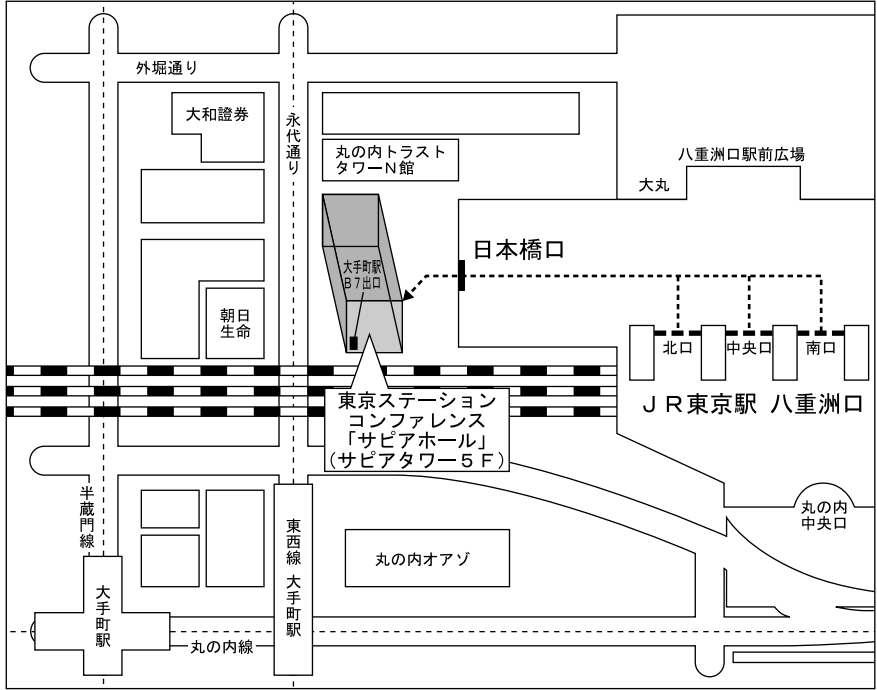 外堀通り
大和證券
永代通り
丸の内トラスト
タワーN館
八重洲口駅前広場
大丸
日本橋口
大手町駅
B7出口
朝日
生命
北口
中央口
南口
JR東京駅 八重洲口
東京ステーション
コンファレンス
「サピアホール」
(サピアタワー5F)
半蔵門線
東西線 大手町駅
丸の内オアゾ
丸の内
中央口
大手町駅
丸の内線